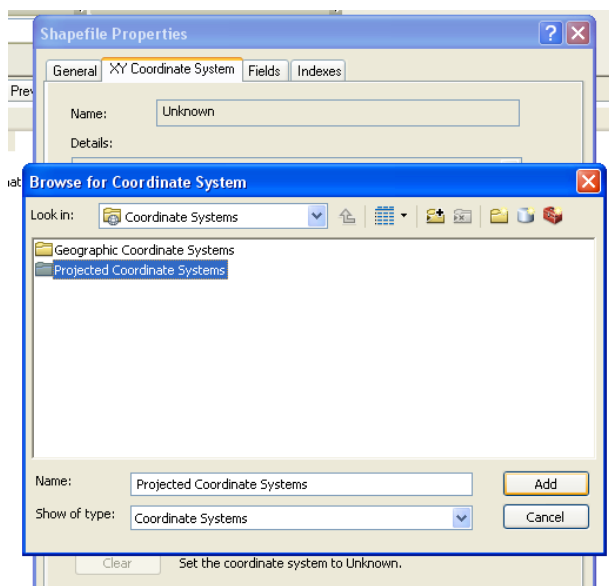 Shapefile Properties
General XY Coordinate System Fields Indexes
Name: Unknown
Details:
Browse for Coordinate System
Look in: Coordinate Systems
Geographic Coordinate Systems
Projected Coordinate Systems
Name: Projected Coordinate Systems Add
Show of type: Coordinate Systems Cancel
Clear Set the coordinate system to Unknown.